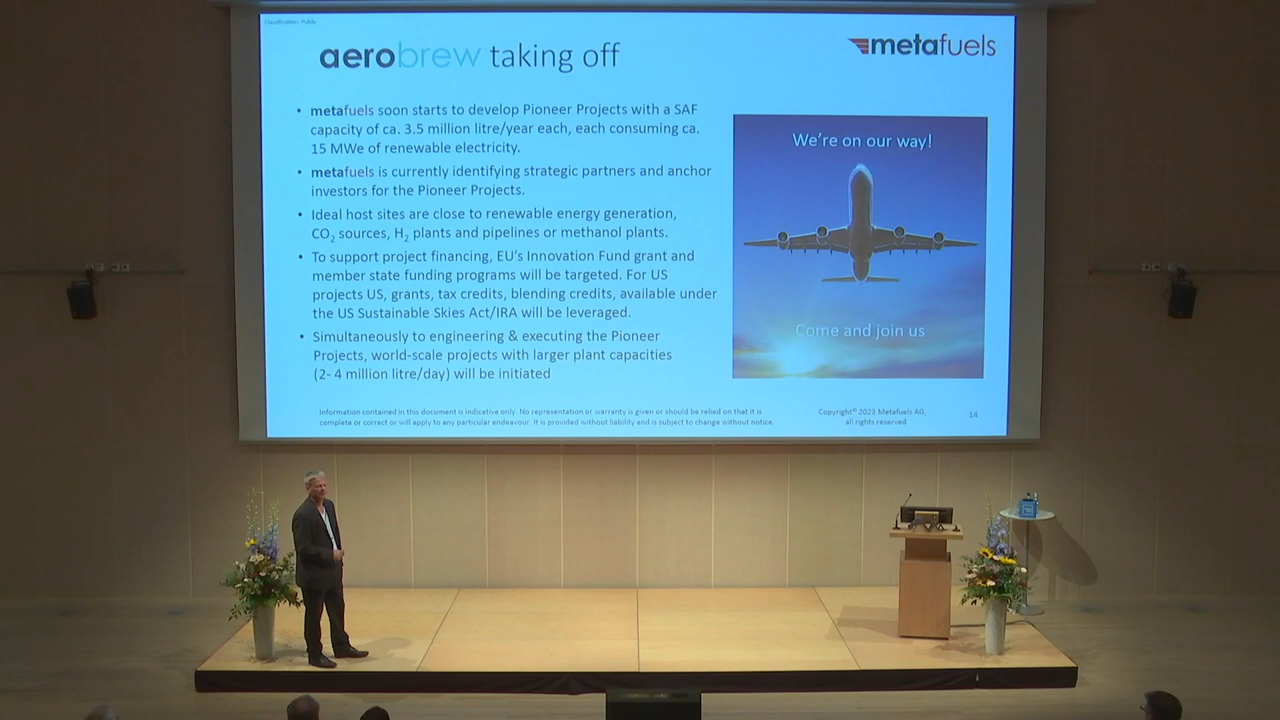 Classification: Public
aerobrew taking off
metafuels
• metafuels soon starts to develop Pioneer Projects with a SAF
capacity of ca. 3.5 million litre/year each, each consuming ca.
15 MWe of renewable electricity.
• metafuels is currently identifying strategic partners and anchor
investors for the Pioneer Projects.
• Ideal host sites are close to renewable energy generation,
CO₂ sources, H₂ plants and pipelines or methanol plants.
• To support project financing, EU's Innovation Fund grant and
member state funding programs will be targeted. For US
projects US, grants, tax credits, blending credits, available under
the US Sustainable Skies Act/IRA will be leveraged.
• Simultaneously to engineering & executing the Pioneer
Projects, world-scale projects with larger plant capacities
(2- 4 million litre/day) will be initiated
We're on our way!
Come and join us
Information contained in this document is indicative only. No representation or warranty is given or should be relied on that it is
complete or correct or will apply to any particular endeavour. It is provided without liability and is subject to change without notice.
Copyright© 2023 Metafuels AG,
all rights reserved
14